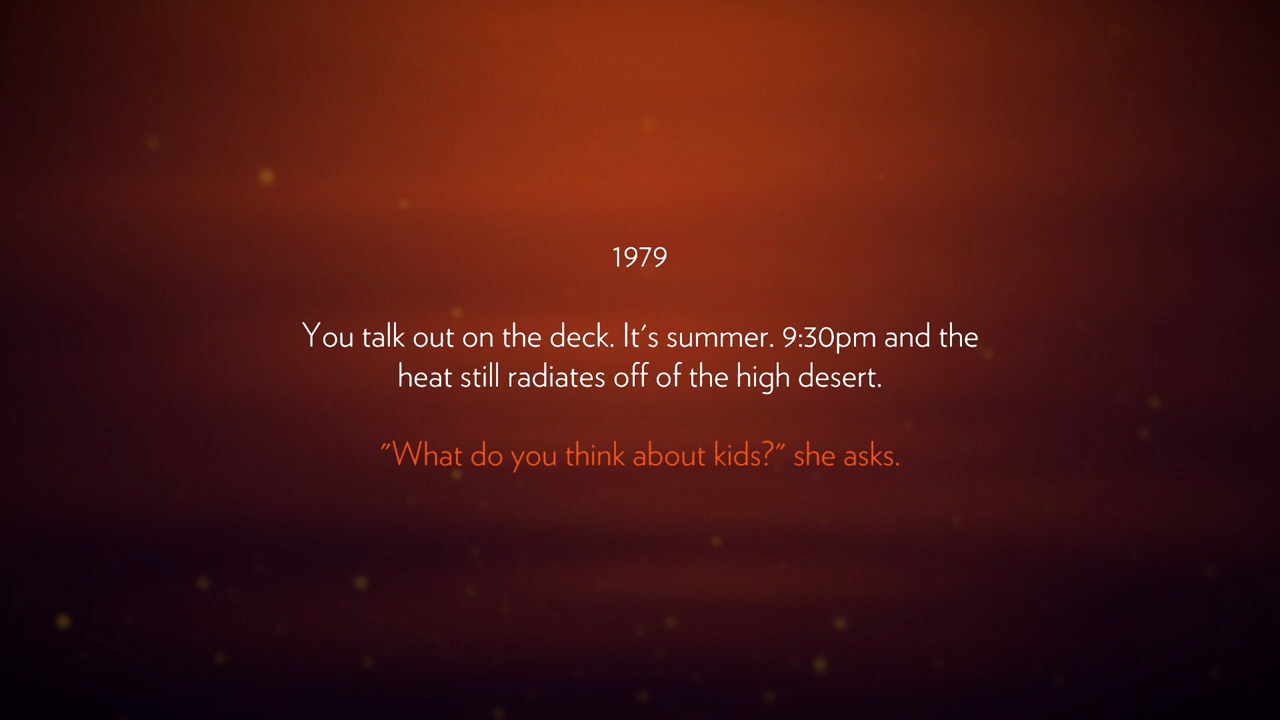 1979
You talk out on the deck. It's summer. 9:30pm and the
heat still radiates off of the high desert.
"What do you think about kids?" she asks.